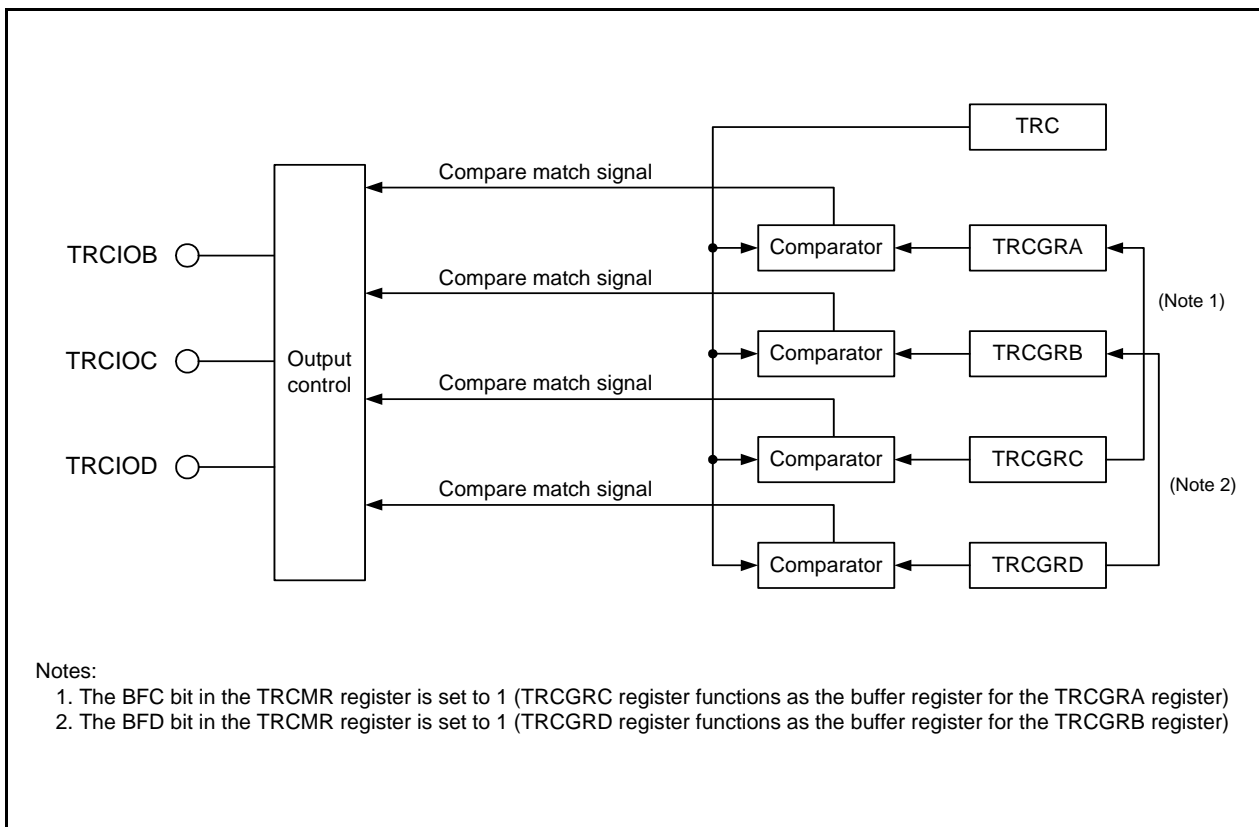 TRC
Compare match signal
Comparator
TRCGRA
TRCIOB
Compare match signal
(Note 1)
Comparator
TRCGRB
TRCIOC
Output
control
Compare match signal
Comparator
TRCGRC
TRCIOD
Compare match signal
(Note 2)
Comparator
TRCGRD
Notes:
1. The BFC bit in the TRCMR register is set to 1 (TRCGRC register functions as the buffer register for the TRCGRA register)
2. The BFD bit in the TRCMR register is set to 1 (TRCGRD register functions as the buffer register for the TRCGRB register)